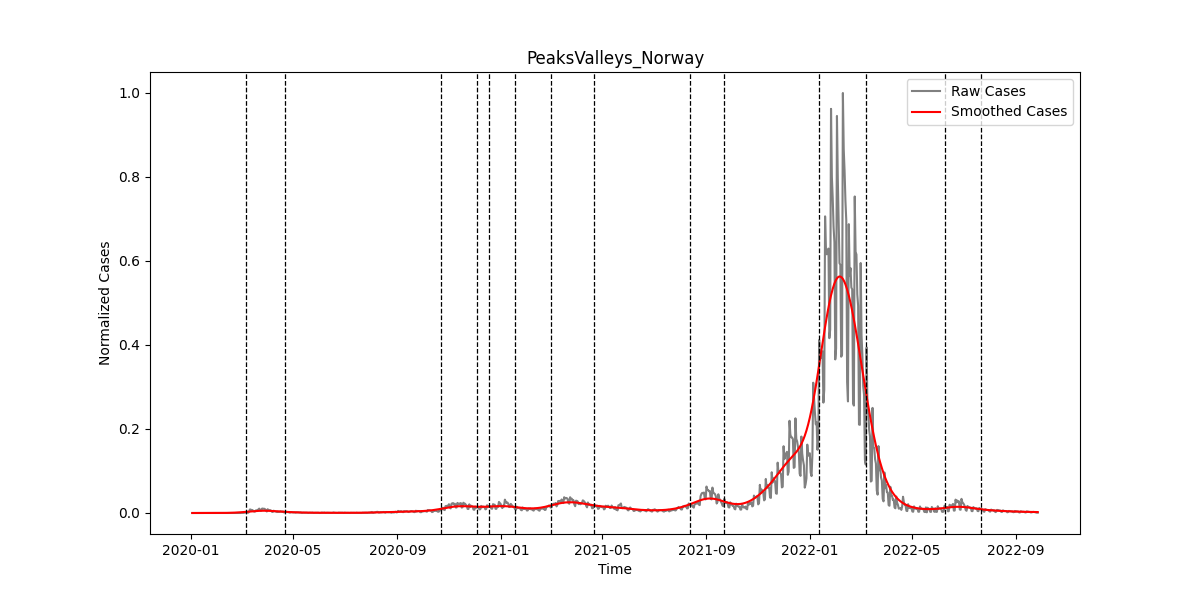 PeaksValleys_Norway
Raw Cases
Smoothed Cases
Normalized Cases
1.0
0.8
0.6
0.4
0.2
0.0
2020-01 2020-05 2020-09 2021-01 2021-05 2021-09 2022-01 2022-05 2022-09
Time